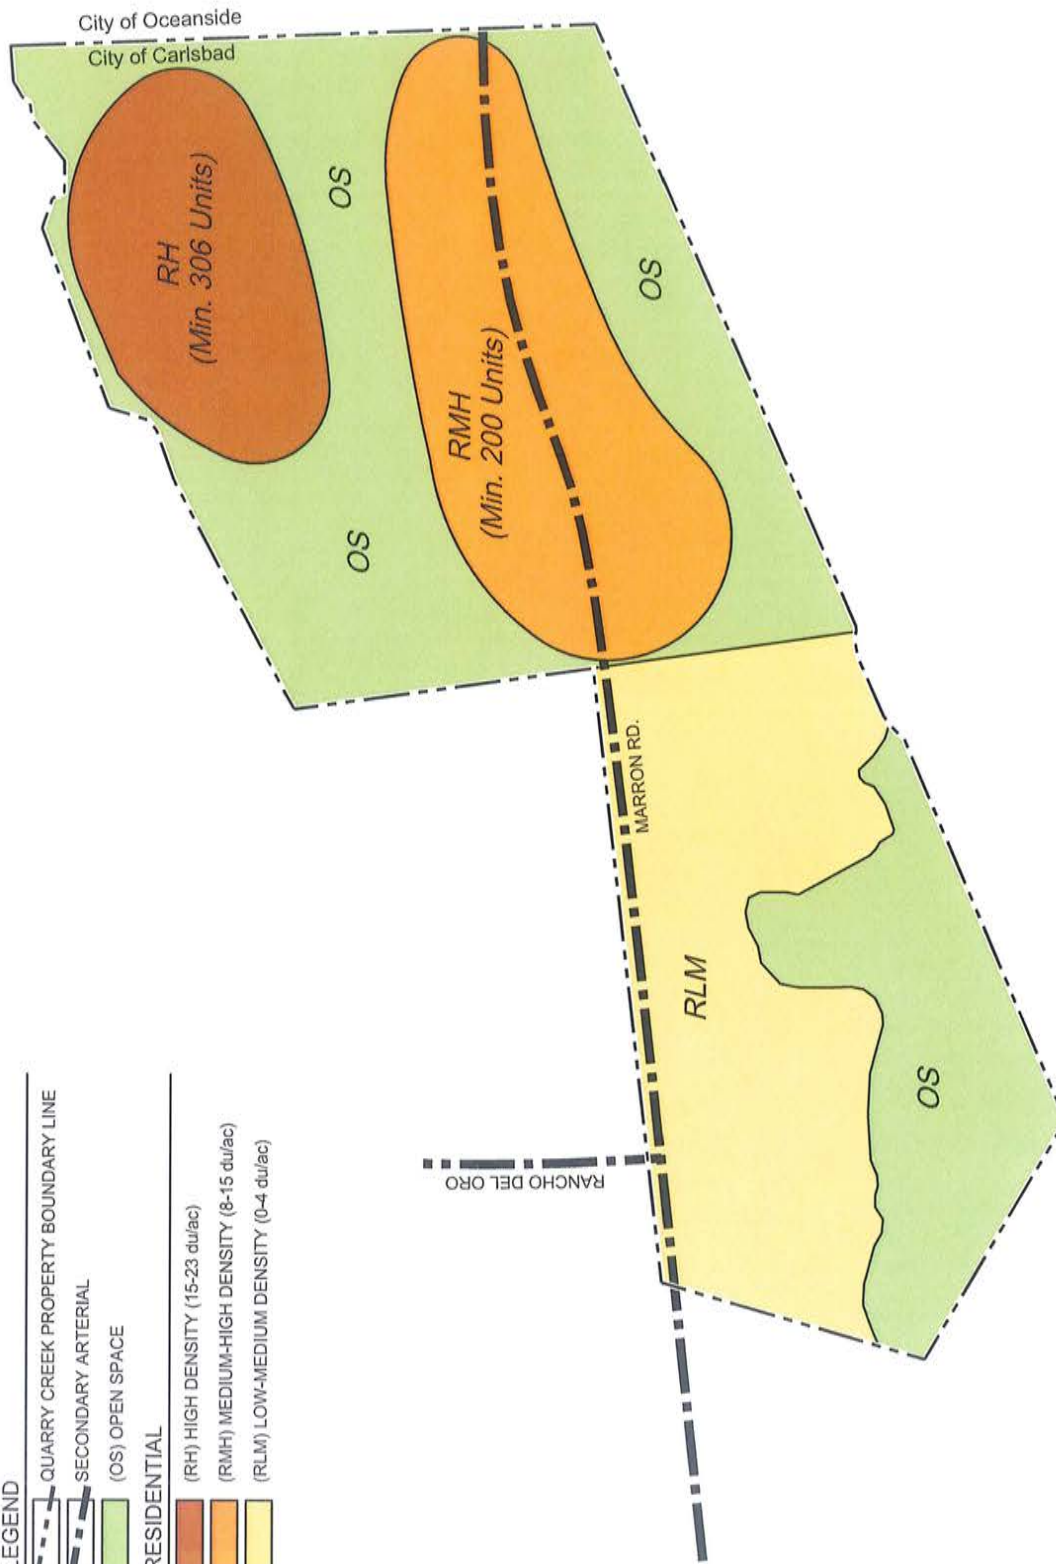 City of Oceanside
City of Carlsbad
RH
(Min. 306 Units)
OS
RMH
(Min. 200 Units)
OS
OS
MARRON RD.
RLM
RANCHO DEL ORO
OS
LEGEND
QUARRY CREEK PROPERTY BOUNDARY LINE
SECONDARY ARTERIAL
(OS) OPEN SPACE
RESIDENTIAL
(RH) HIGH DENSITY (15-23 du/ac)
(RMH) MEDIUM-HIGH DENSITY (8-15 du/ac)
(RLM) LOW-MEDIUM DENSITY (0-4 du/ac)